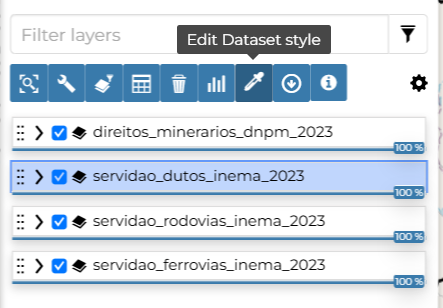 Filter layers
Edit Dataset style
direitos_minerarios_dnpm_2023
100 %
servidao_dutos_inema_2023
100 %
servidao_rodovias_inema_2023
100 %
servidao_ferrovias_inema_2023
100 %